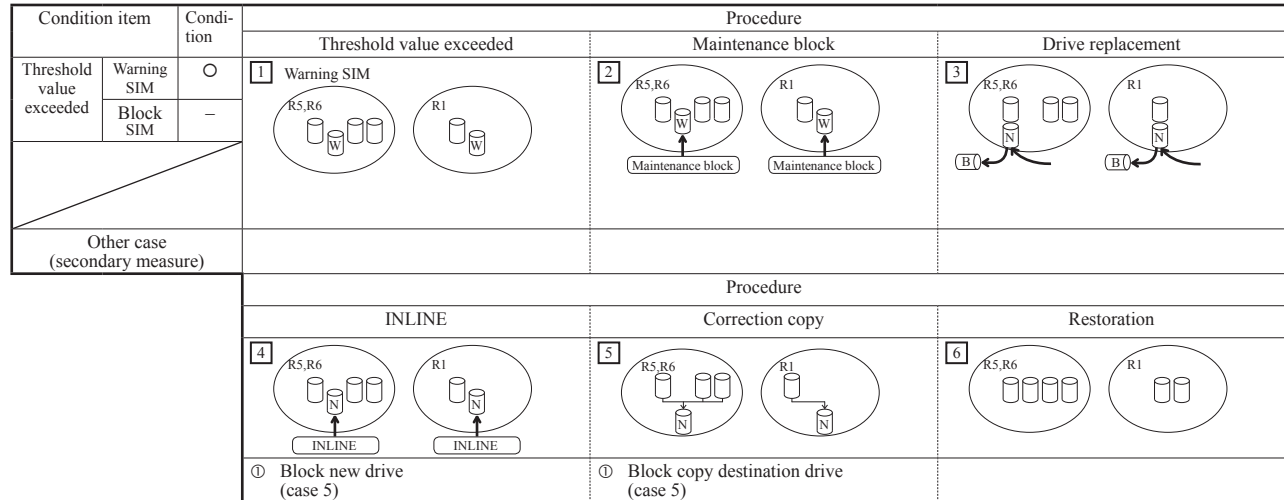 Condition item
Condi-
tion
Procedure
Threshold value exceeded
Maintenance block
Drive replacement
Threshold
value
exceeded
Warning
SIM
○
Block
SIM
–
1 Warning SIM
R5,R6
W
R1
W
2
R5,R6
W
Maintenance block
R1
W
Maintenance block
3
R5,R6
N
B
R1
N
B
Other case
(secondary measure)
Procedure
INLINE
Correction copy
Restoration
4
R5,R6
N
INLINE
R1
N
INLINE
5
R5,R6
N
R1
N
6
R5,R6
R1
① Block new drive
(case 5)
① Block copy destination drive
(case 5)